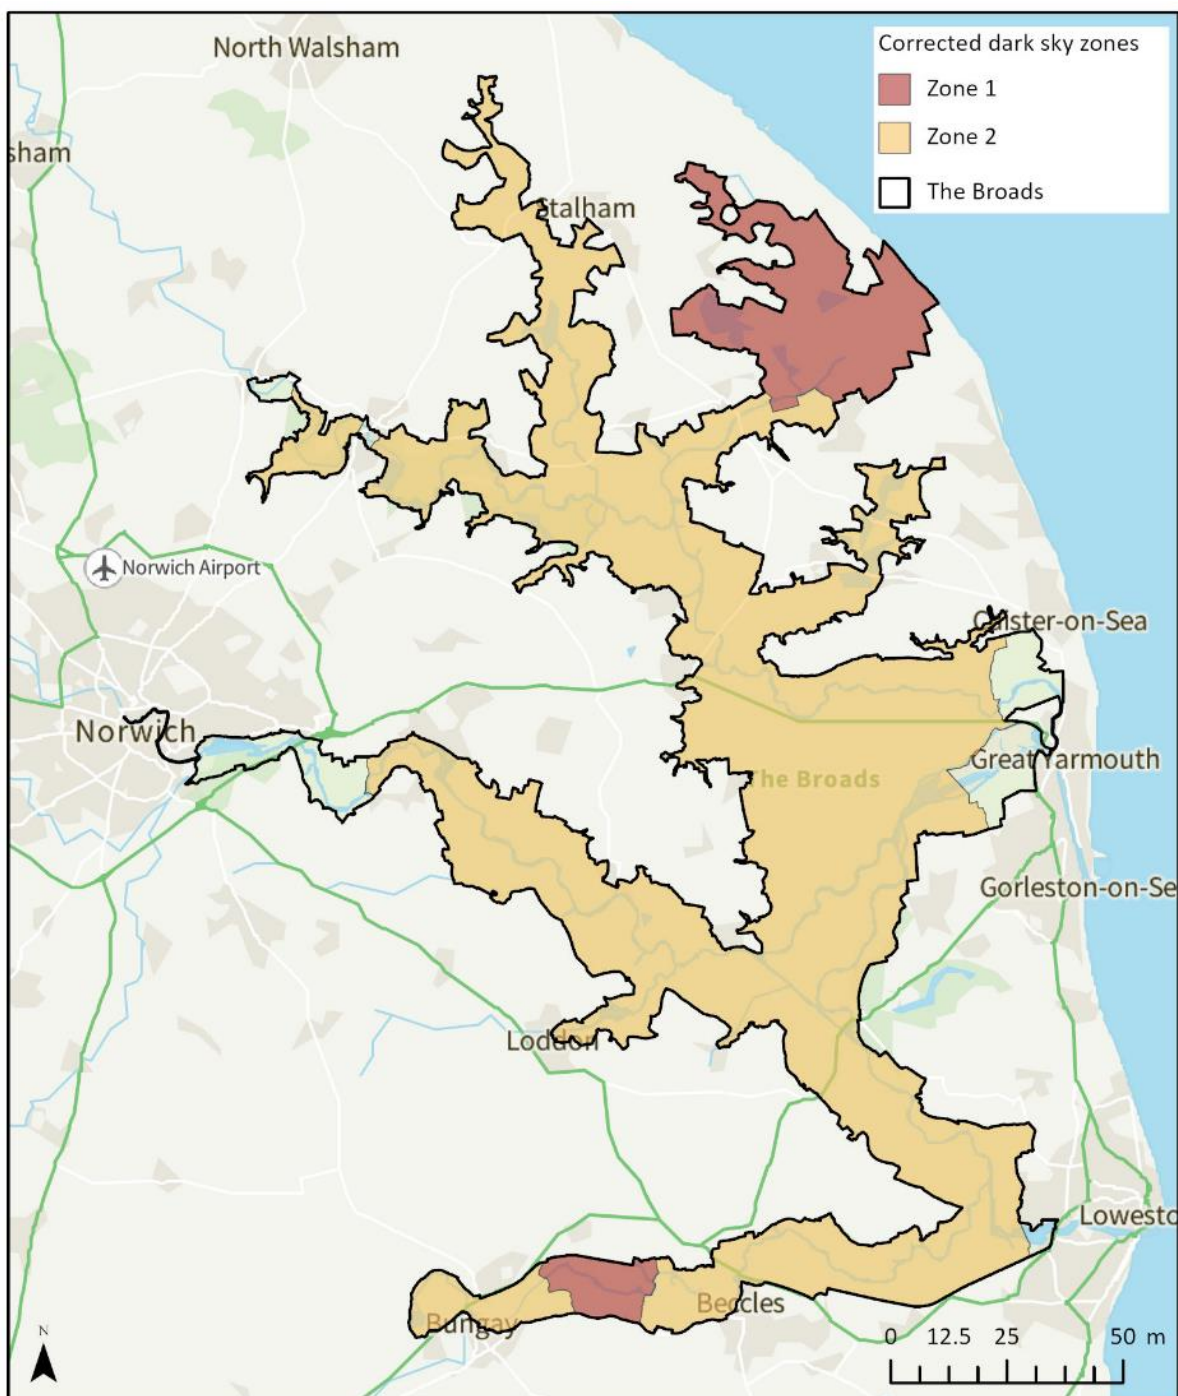 North Walsham
Corrected dark sky zones
Zone 1
Zone 2
The Broads
sham
Stalham
Norwich Airport
Caister-on-Sea
Norwich
Great Yarmouth
The Broads
Gorleston-on-Se
Loddon
Lowesto
Beccles
Bungay
0 12.5 25 50 m
N